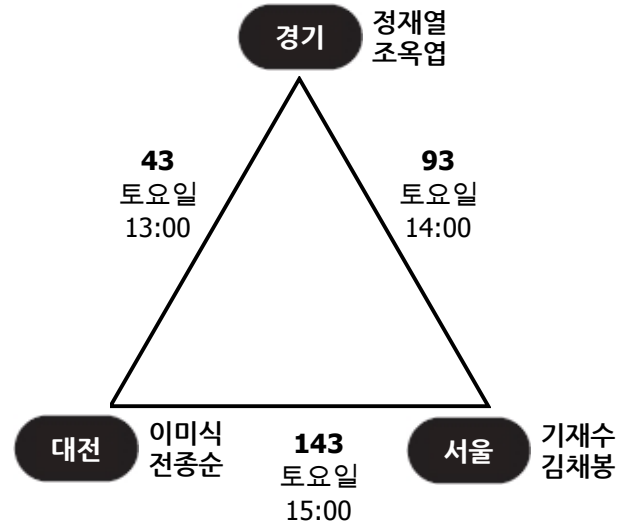 경기
정재열
조옥엽
43
토요일
13:00
93
토요일
14:00
대전
이미식
전종순
143
토요일
15:00
서울
기재수
김채봉